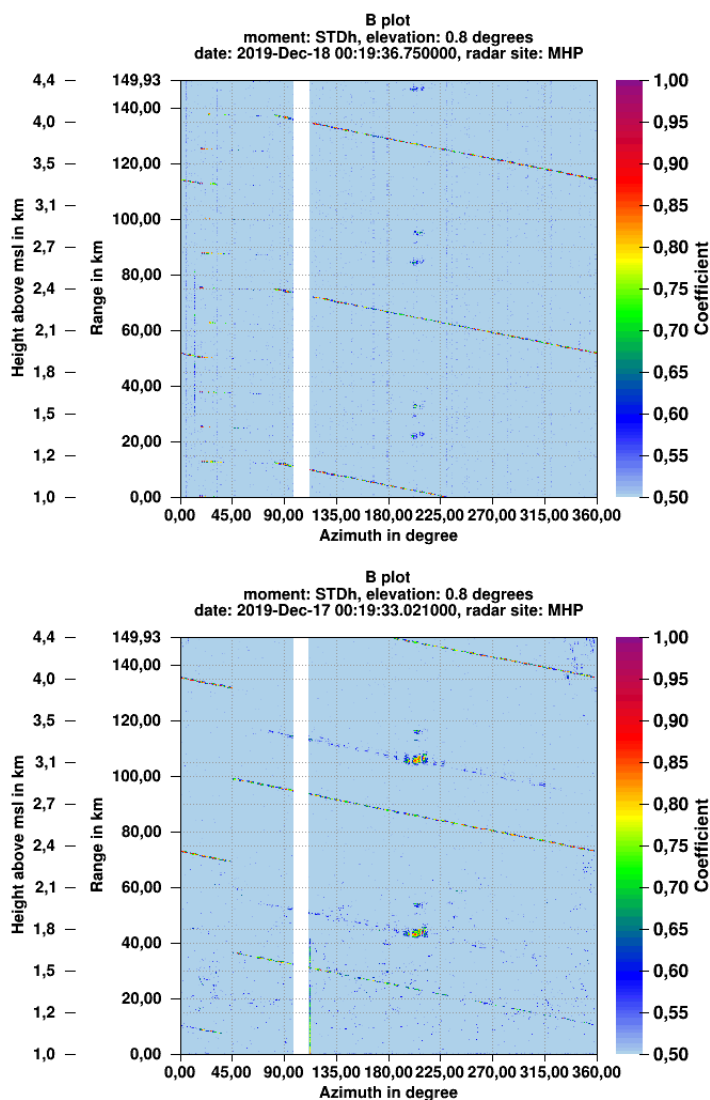 B plot
moment: STDh, elevation: 0.8 degrees
date: 2019-Dec-18 00:19:36.750000, radar site: MHP
4,4 149,93 1,00
140,00
4,0 0,95
120,00
3,5 0,90
3,1 100,00 0,85
2,7 0,80
80,00
2,4 0,75
2,1 60,00 0,70
1,8 0,65
40,00
1,5 0,60
20,00
1,2 0,55
1,0 0,00 0,50
Height above msl in km
Range in km
Coefficient
0,00 45,00 90,00 135,00 180,00 225,00 270,00 315,00 360,00
Azimuth in degree
B plot
moment: STDh, elevation: 0.8 degrees
date: 2019-Dec-17 00:19:33.021000, radar site: MHP
4,4 149,93 1,00
140,00
4,0 0,95
120,00
3,5 0,90
3,1 100,00 0,85
2,7 0,80
80,00
2,4 0,75
2,1 60,00 0,70
1,8 0,65
40,00
1,5 0,60
20,00
1,2 0,55
1,0 0,00 0,50
Height above msl in km
Range in km
Coefficient
0,00 45,00 90,00 135,00 180,00 225,00 270,00 315,00 360,00
Azimuth in degree